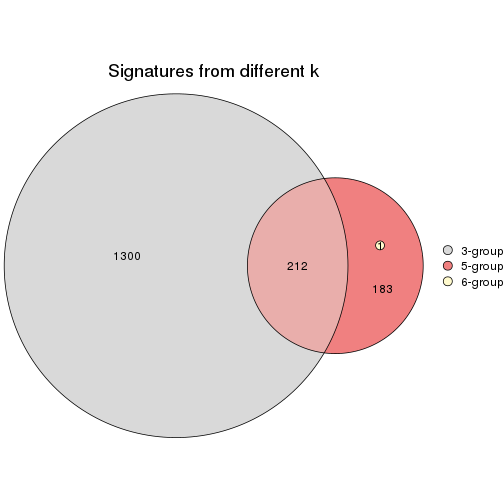 Signatures from different k
1300
212
1
183
3-group
5-group
6-group